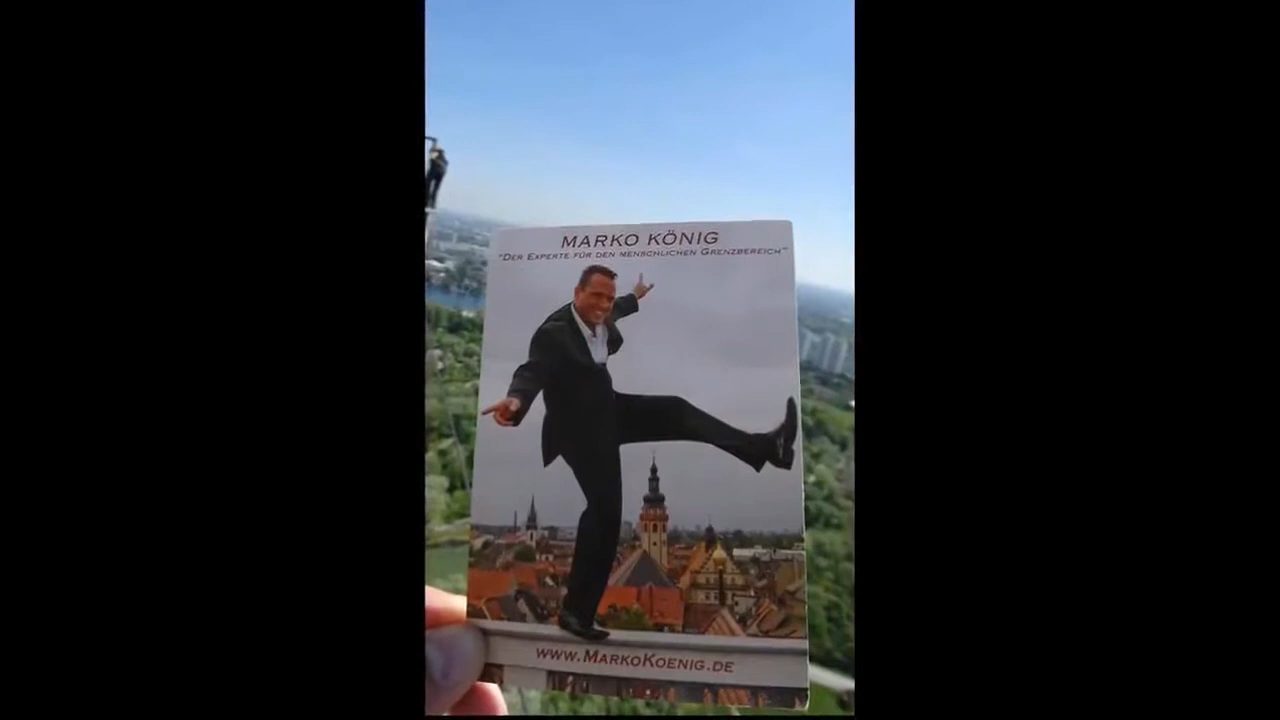 MARKO KÖNIG
"DER EXPERTE FÜR DEN MENSCHLICHEN GRENZBEREICH"
WWW.MARKOKOENIG.DE